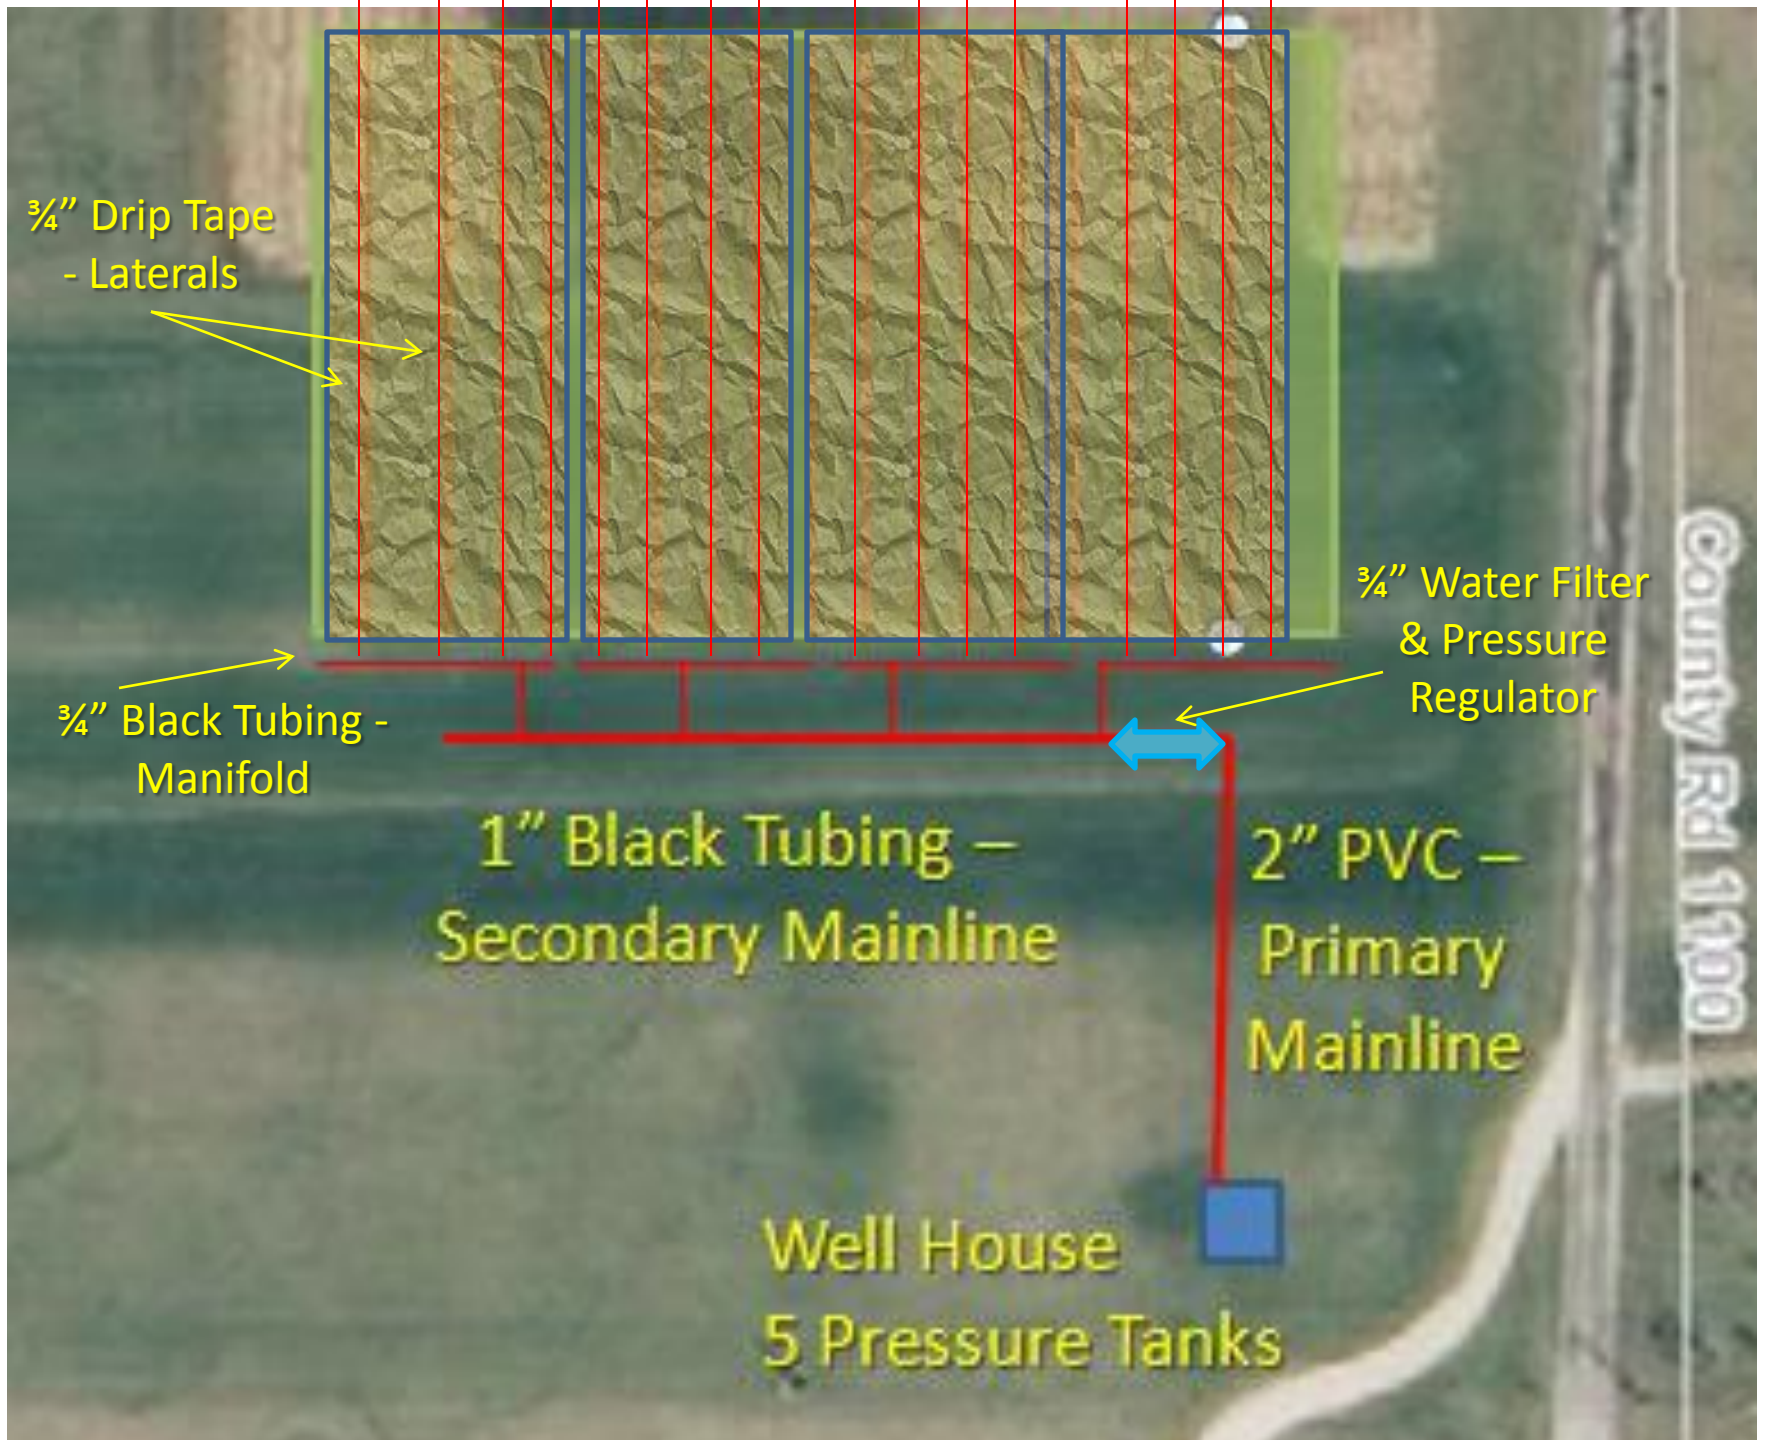 ¾” Drip Tape
- Laterals
¾” Water Filter
& Pressure
Regulator
¾” Black Tubing -
Manifold
1” Black Tubing –
Secondary Mainline
2” PVC –
Primary
Mainline
County Rd 1100
Well House
5 Pressure Tanks